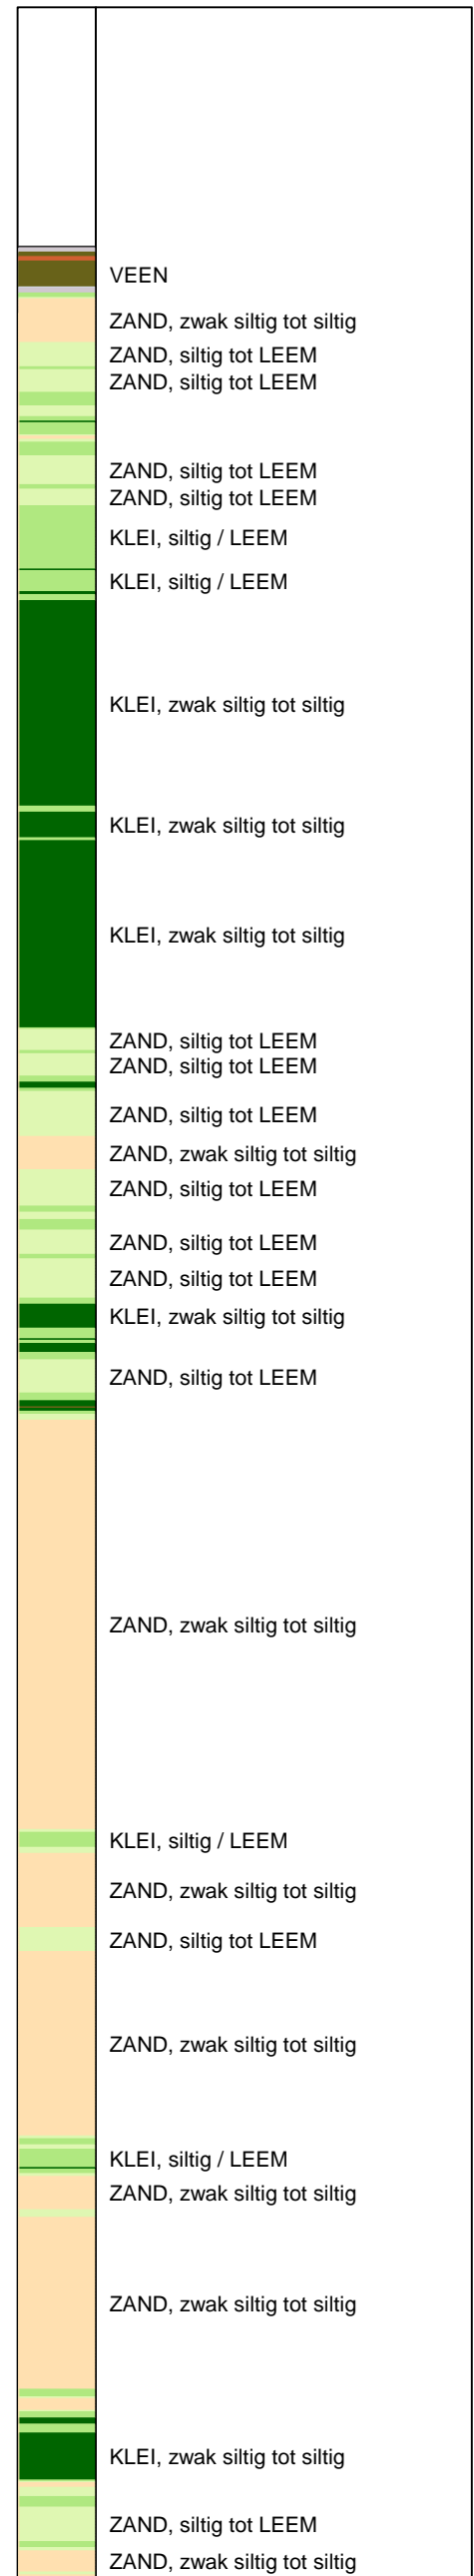 VEEN
ZAND, zwak siltig tot siltig
ZAND, siltig tot LEEM
ZAND, siltig tot LEEM
ZAND, siltig tot LEEM
ZAND, siltig tot LEEM
KLEI, siltig / LEEM
KLEI, siltig / LEEM
KLEI, zwak siltig tot siltig
KLEI, zwak siltig tot siltig
KLEI, zwak siltig tot siltig
ZAND, siltig tot LEEM
ZAND, siltig tot LEEM
ZAND, siltig tot LEEM
ZAND, zwak siltig tot siltig
ZAND, siltig tot LEEM
ZAND, siltig tot LEEM
ZAND, siltig tot LEEM
KLEI, zwak siltig tot siltig
ZAND, siltig tot LEEM
ZAND, zwak siltig tot siltig
KLEI, siltig / LEEM
ZAND, zwak siltig tot siltig
ZAND, siltig tot LEEM
ZAND, zwak siltig tot siltig
KLEI, siltig / LEEM
ZAND, zwak siltig tot siltig
ZAND, zwak siltig tot siltig
KLEI, zwak siltig tot siltig
ZAND, siltig tot LEEM
ZAND, zwak siltig tot siltig